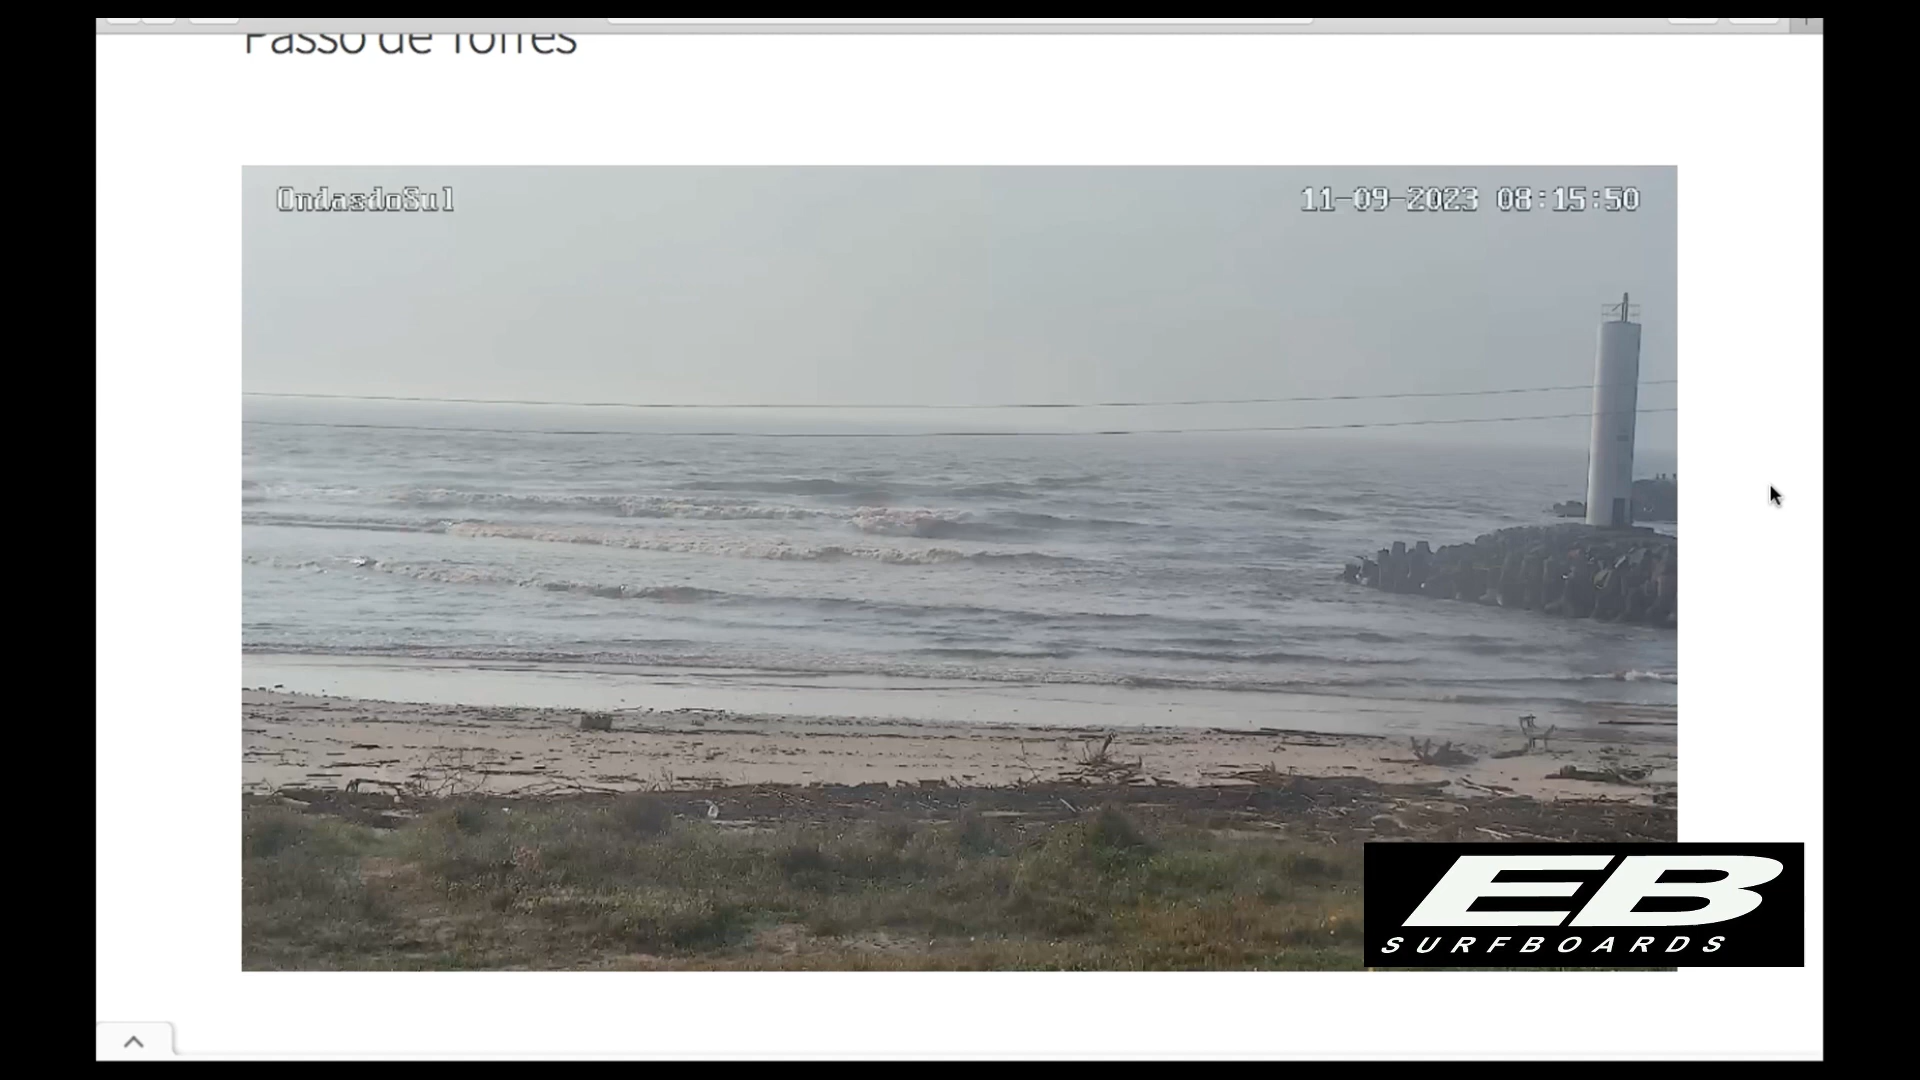 Passo de Torres
OndasdoSul
11-09-2023 08:15:50
EB
SURFBOARDS